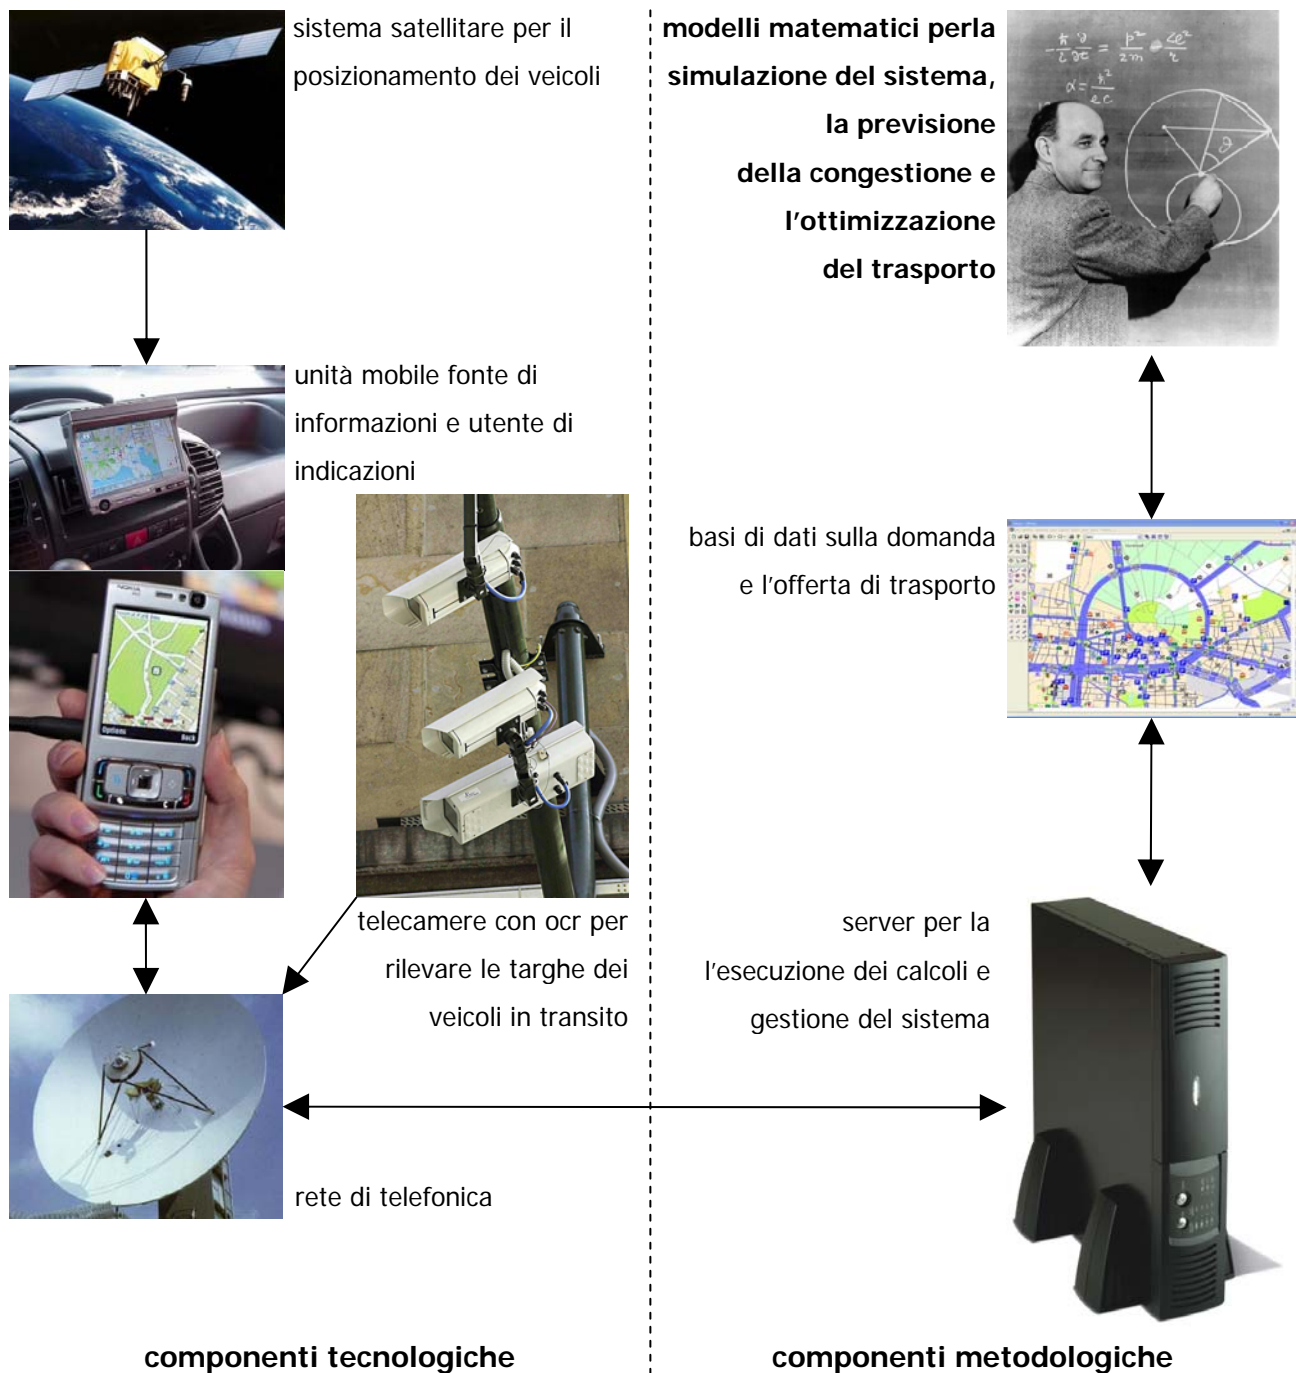 sistema satellitare per il
posizionamento dei veicoli
unità mobile fonte di
informazioni e utente di
indicazioni
NOKIA
Options
Back
telecamere con ocr per
rilevare le targhe dei
veicoli in transito
rete di telefonica
componenti tecnologiche
modelli matematici perla
simulazione del sistema,
la previsione
della congestione e
l'ottimizzazione
del trasporto
basi di dati sulla domanda
e l'offerta di trasporto
server per la
l'esecuzione dei calcoli e
gestione del sistema
componenti metodologiche